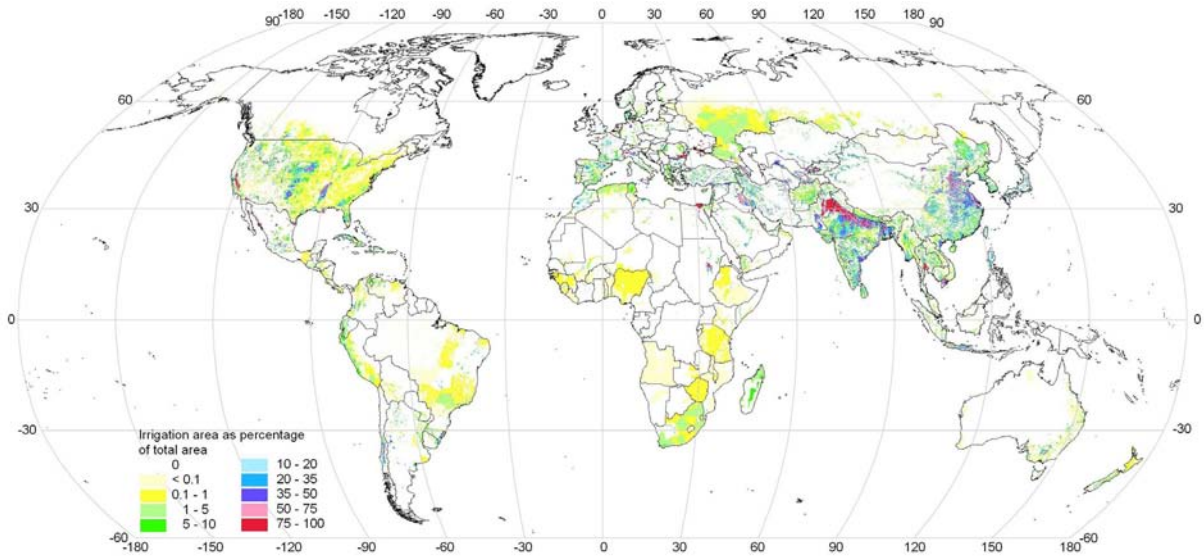 90 -180 -150 -120 -90 -60 -30 0 30 60 90 120 150 180 90
60 60
30 30
0 0
-30 -30
Irrigation area as percentage
of total area
0 10 - 20
< 0.1 20 - 35
0.1 - 1 35 - 50
1 - 5 50 - 75
5 - 10 75 - 100
-60 -60
-180 -150 -120 -90 -60 -30 0 30 60 90 120 150 180